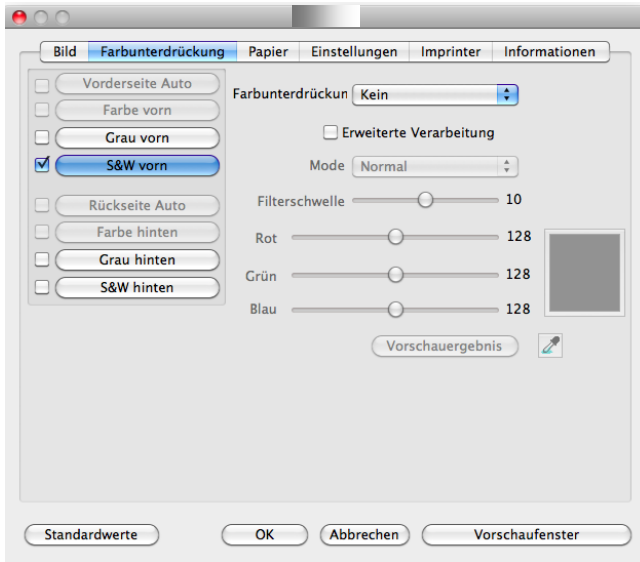 Bild Farbunterdrückung Papier Einstellungen Imprinter Informationen
Vorderseite Auto
Farbe vorn
Grau vorn
S&W vorn
Rückseite Auto
Farbe hinten
Grau hinten
S&W hinten
Farbunterdrückun Kein
Erweiterte Verarbeitung
Mode Normal
Filterschwelle 10
Rot 128
Grün 128
Blau 128
Vorschauergebnis
Standardwerte OK Abbrechen Vorschaufenster